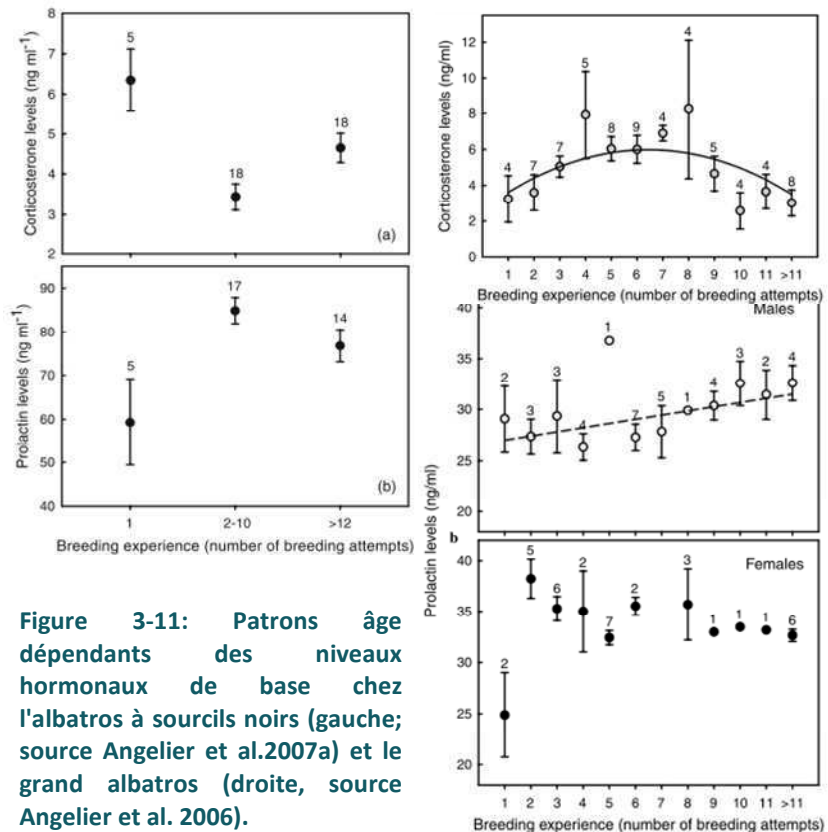 8
7
6
5
4
3
2
Corticosterone levels (ng ml⁻¹)
5
18
18
(a)
90
80
70
60
50
40
Prolactin levels (ng ml⁻¹)
5
17
14
(b)
1 2-10 >12
Breeding experience (number of breeding attempts)
12
10
8
6
4
2
0
Corticosterone levels (ng/ml)
4 7 7 5 8 9 4 4 5 4 4 8
1 2 3 4 5 6 7 8 9 10 11 >11
Breeding experience (number of breeding attempts)
Males
40
35
30
25
20
2 3 3 4 1 7 5 1 4 3 2 4
Prolactin levels (ng/ml)
b
Females
40
35
30
25
20
2 5 6 2 7 2 3 1 1 1 6
1 2 3 4 5 6 7 8 9 10 11 >11
Breeding experience (number of breeding attempts)
Figure 3-11: Patrons âge
dépendants des niveaux
hormonaux de base chez
l'albatros à sourcils noirs (gauche;
source Angelier et al.2007a) et le
grand albatros (droite, source
Angelier et al. 2006).